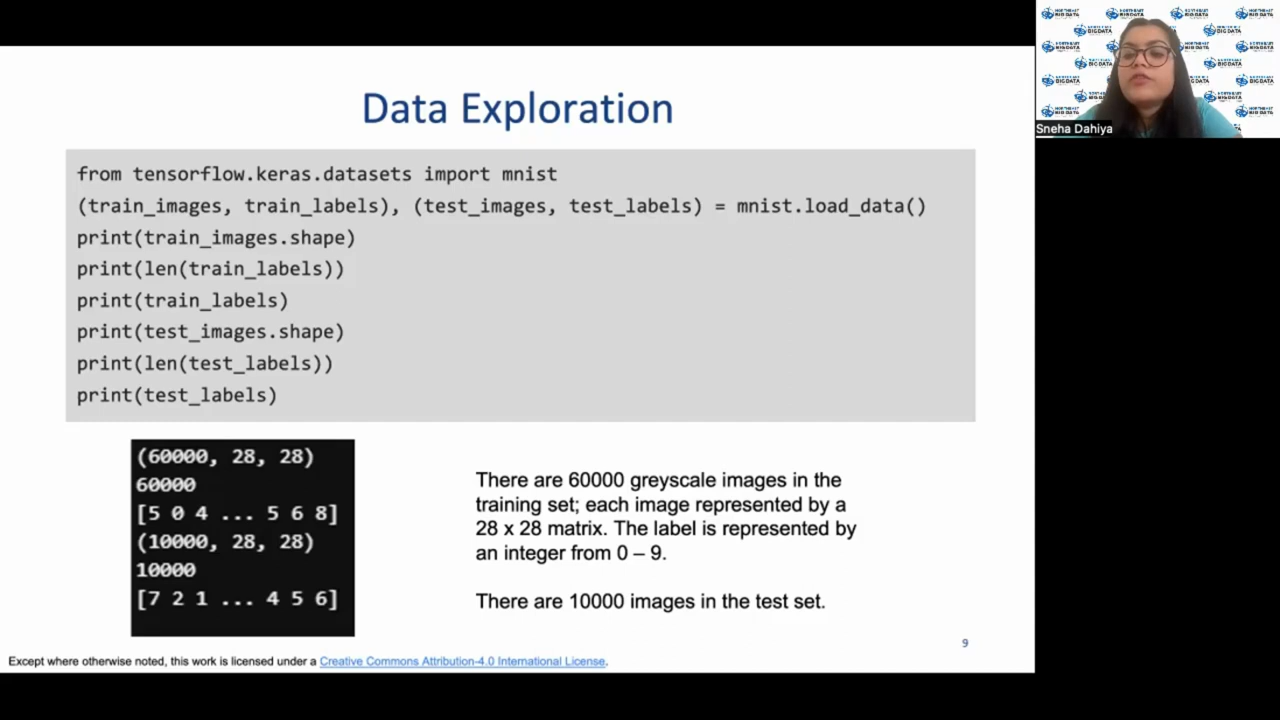 Data Exploration
from tensorflow.keras.datasets import mnist
(train_images, train_labels), (test_images, test_labels) = mnist.load_data()
print(train_images.shape)
print(len(train_labels))
print(train_labels)
print(test_images.shape)
print(len(test_labels))
print(test_labels)
(60000, 28, 28)
60000
[5 0 4 ... 5 6 8]
(10000, 28, 28)
10000
[7 2 1 ... 4 5 6]
There are 60000 greyscale images in the
training set; each image represented by a
28 x 28 matrix. The label is represented by
an integer from 0 – 9.
There are 10000 images in the test set.
9
Except where otherwise noted, this work is licensed under a Creative Commons Attribution-4.0 International License.
NORTHEAST
BIG DATA
Sneha Dahiya